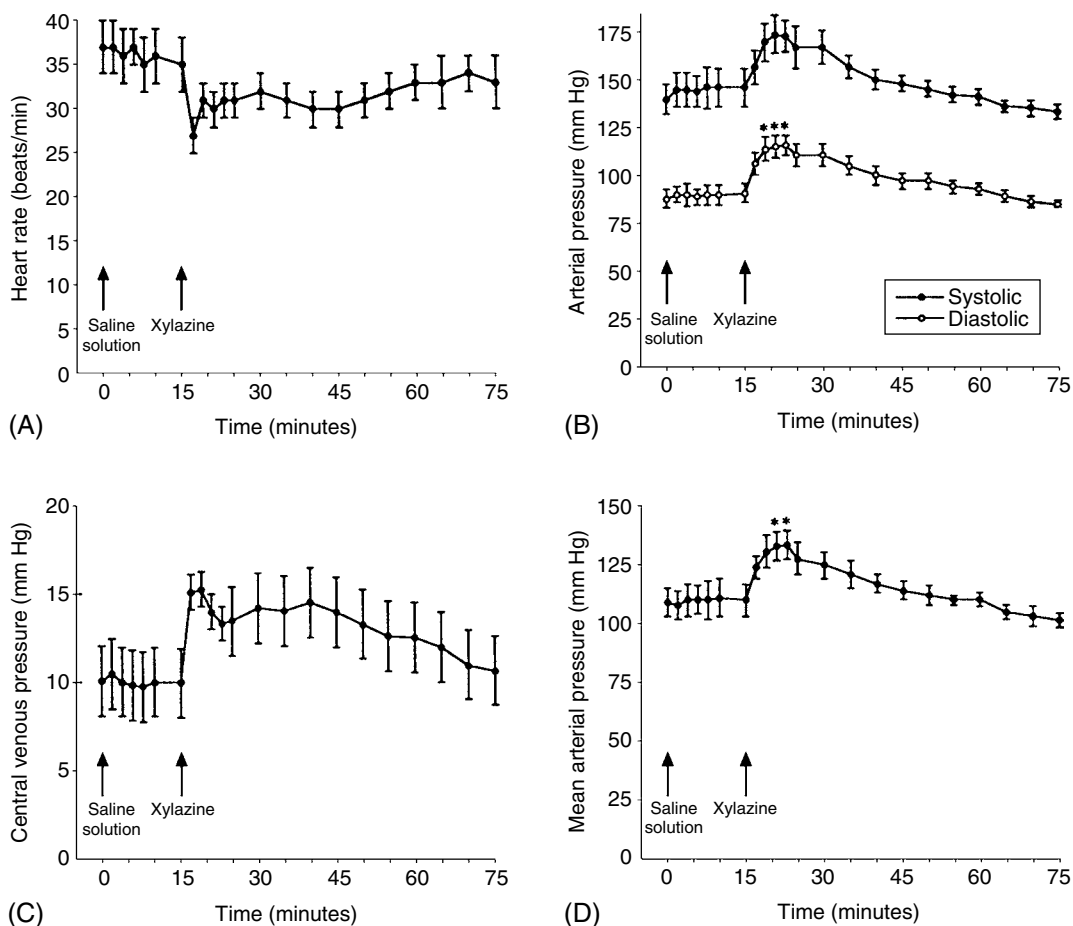 Heart rate (beats/min)
40
35
30
25
20
15
10
5
0
Saline
solution
Xylazine
0 15 30 45 60 75
Time (minutes)
(A)
Arterial pressure (mm Hg)
175
150
125
100
75
50
25
0
* * *
Saline
solution
Xylazine
Systolic
Diastolic
0 15 30 45 60 75
Time (minutes)
(B)
Central venous pressure (mm Hg)
20
15
10
5
0
Saline
solution
Xylazine
0 15 30 45 60 75
Time (minutes)
(C)
Mean arterial pressure (mm Hg)
150
125
100
75
50
25
0
* *
Saline
solution
Xylazine
0 15 30 45 60 75
Time (minutes)
(D)